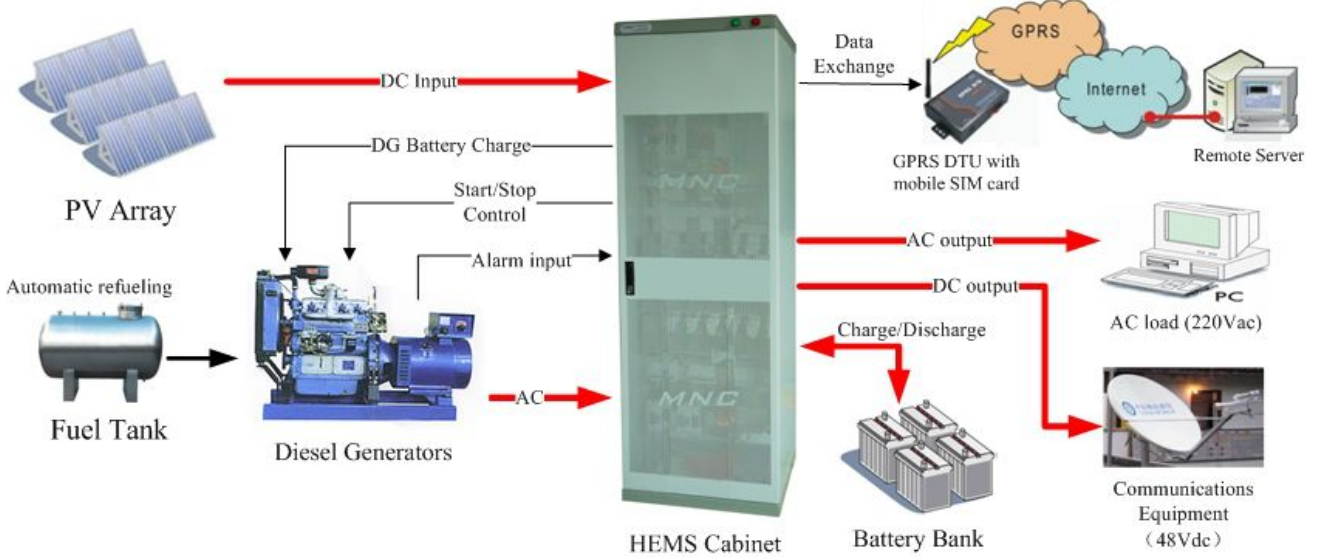 DC Input
PV Array
DG Battery Charge
Start/Stop
Control
Alarm input
Automatic refueling
Fuel Tank
Diesel Generators
AC
MNC
MNC
HEMS Cabinet
Data
Exchange
GPRS DTU
GPRS DTU with
mobile SIM card
GPRS
Internet
Remote Server
AC output
PC
AC load (220Vac)
DC output
Charge/Discharge
Battery Bank
Communications
Equipment
（48Vdc）